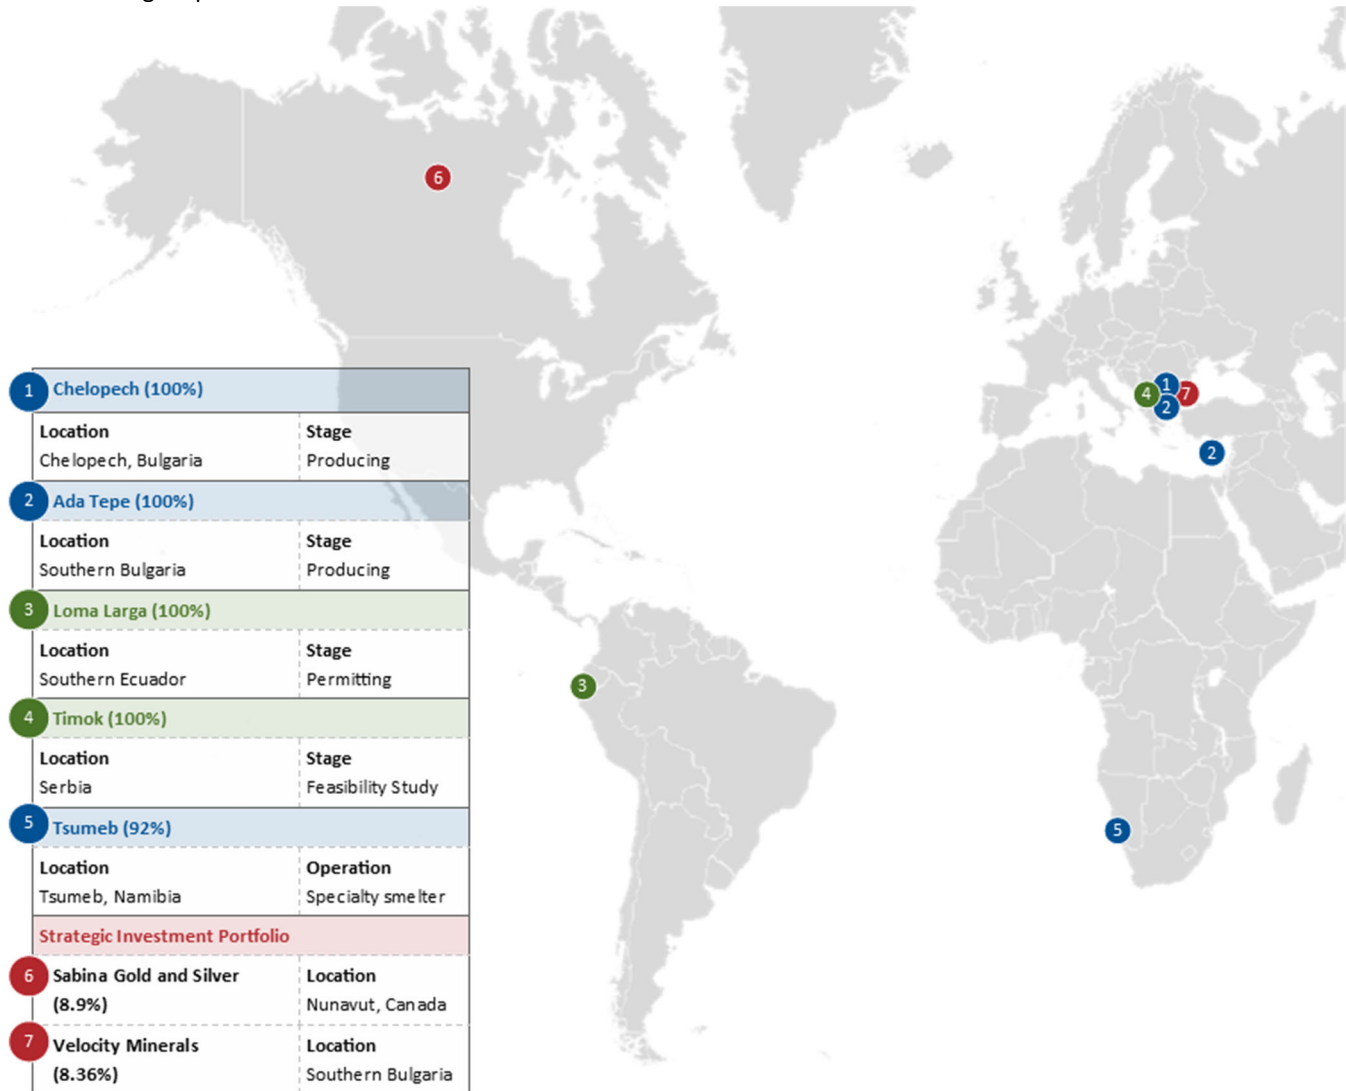 1 Chelopech (100%)
Location Stage
Chelopech, Bulgaria Producing
2 Ada Tepe (100%)
Location Stage
Southern Bulgaria Producing
3 Loma Larga (100%)
Location Stage
Southern Ecuador Permitting
4 Timok (100%)
Location Stage
Serbia Feasibility Study
5 Tsumeb (92%)
Location Operation
Tsumeb, Namibia Specialty smelter
Strategic Investment Portfolio
6 Sabina Gold and Silver Location
(8.9%) Nunavut, Canada
7 Velocity Minerals Location
(8.36%) Southern Bulgaria
6
4 1 7
2
2
3
5